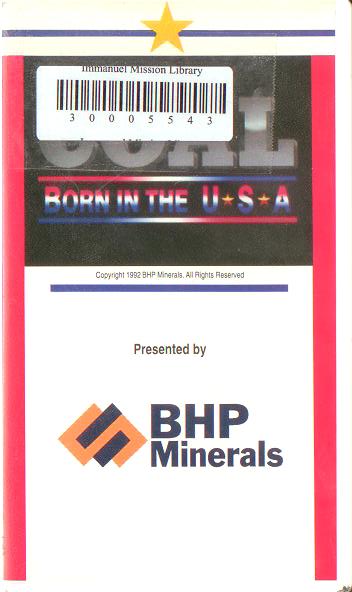 Immanuel Mission Library
3 0 0 0 5 5 4 3
COAL
BORN IN THE U★S★A
Copyright 1992 BHP Minerals. All Rights Reserved
Presented by
BHP
Minerals